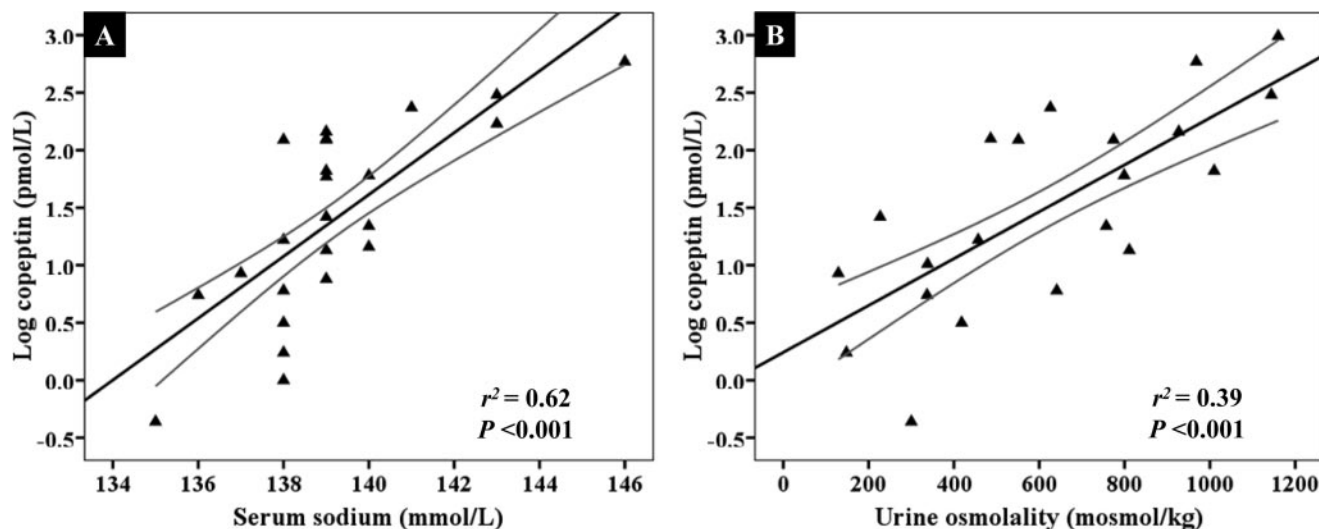 A
Log copeptin (pmol/L)
3.0
2.5
2.0
1.5
1.0
0.5
0.0
-0.5
r² = 0.62
P <0.001
134 136 138 140 142 144 146
Serum sodium (mmol/L)
B
Log copeptin (pmol/L)
3.0
2.5
2.0
1.5
1.0
0.5
0.0
-0.5
r² = 0.39
P <0.001
0 200 400 600 800 1000 1200
Urine osmolality (mosmol/kg)